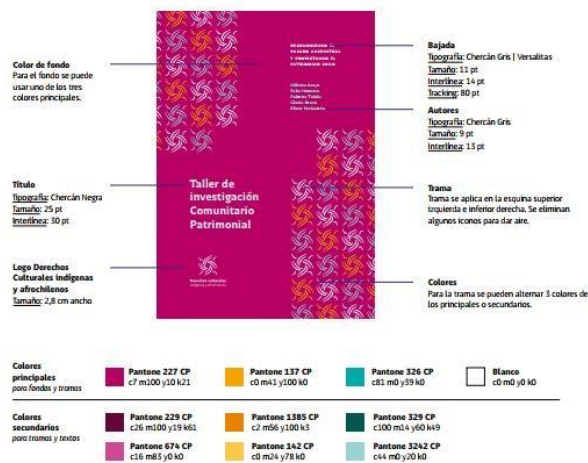 Color de fondo
Para el fondo se puede
usar uno de los tres
colores principales.
Título
Tipografía: Chercán Negra
Tamaño: 25 pt
Interlínea: 30 pt
Logo Derechos
Culturales indígenas
y afrochilenos
Tamaño: 2,8 cm ancho
Taller de
investigación
Comunitario
Patrimonial
Bajada
Tipografía: Chercán Gris | Versalitas
Tamaño: 11 pt
Interlínea: 14 pt
Tracking: 80 pt
Autores
Tipografía: Chercán Gris
Tamaño: 9 pt
Interlínea: 13 pt
Trama
Trama se aplica en la esquina superior
izquierda e inferior derecha. Se eliminan
algunos iconos para dar aire.
Colores
Para la trama se pueden alternar 3 colores de
los principales o secundarios.
Colores
principales
para fondos y tramas
Pantone 227 CP
c7 m100 y10 k21
Pantone 137 CP
c0 m41 y100 k0
Pantone 326 CP
c81 m0 y39 k0
Blanco
c0 m0 y0 k0
Colores
secundarios
para tramas y textos
Pantone 229 CP
c26 m100 y19 k61
Pantone 1385 CP
c2 m56 y100 k3
Pantone 329 CP
c100 m14 y60 k49
Pantone 674 CP
c16 m83 y0 k0
Pantone 142 CP
c0 m24 y78 k0
Pantone 3242 CP
c44 m0 y20 k0